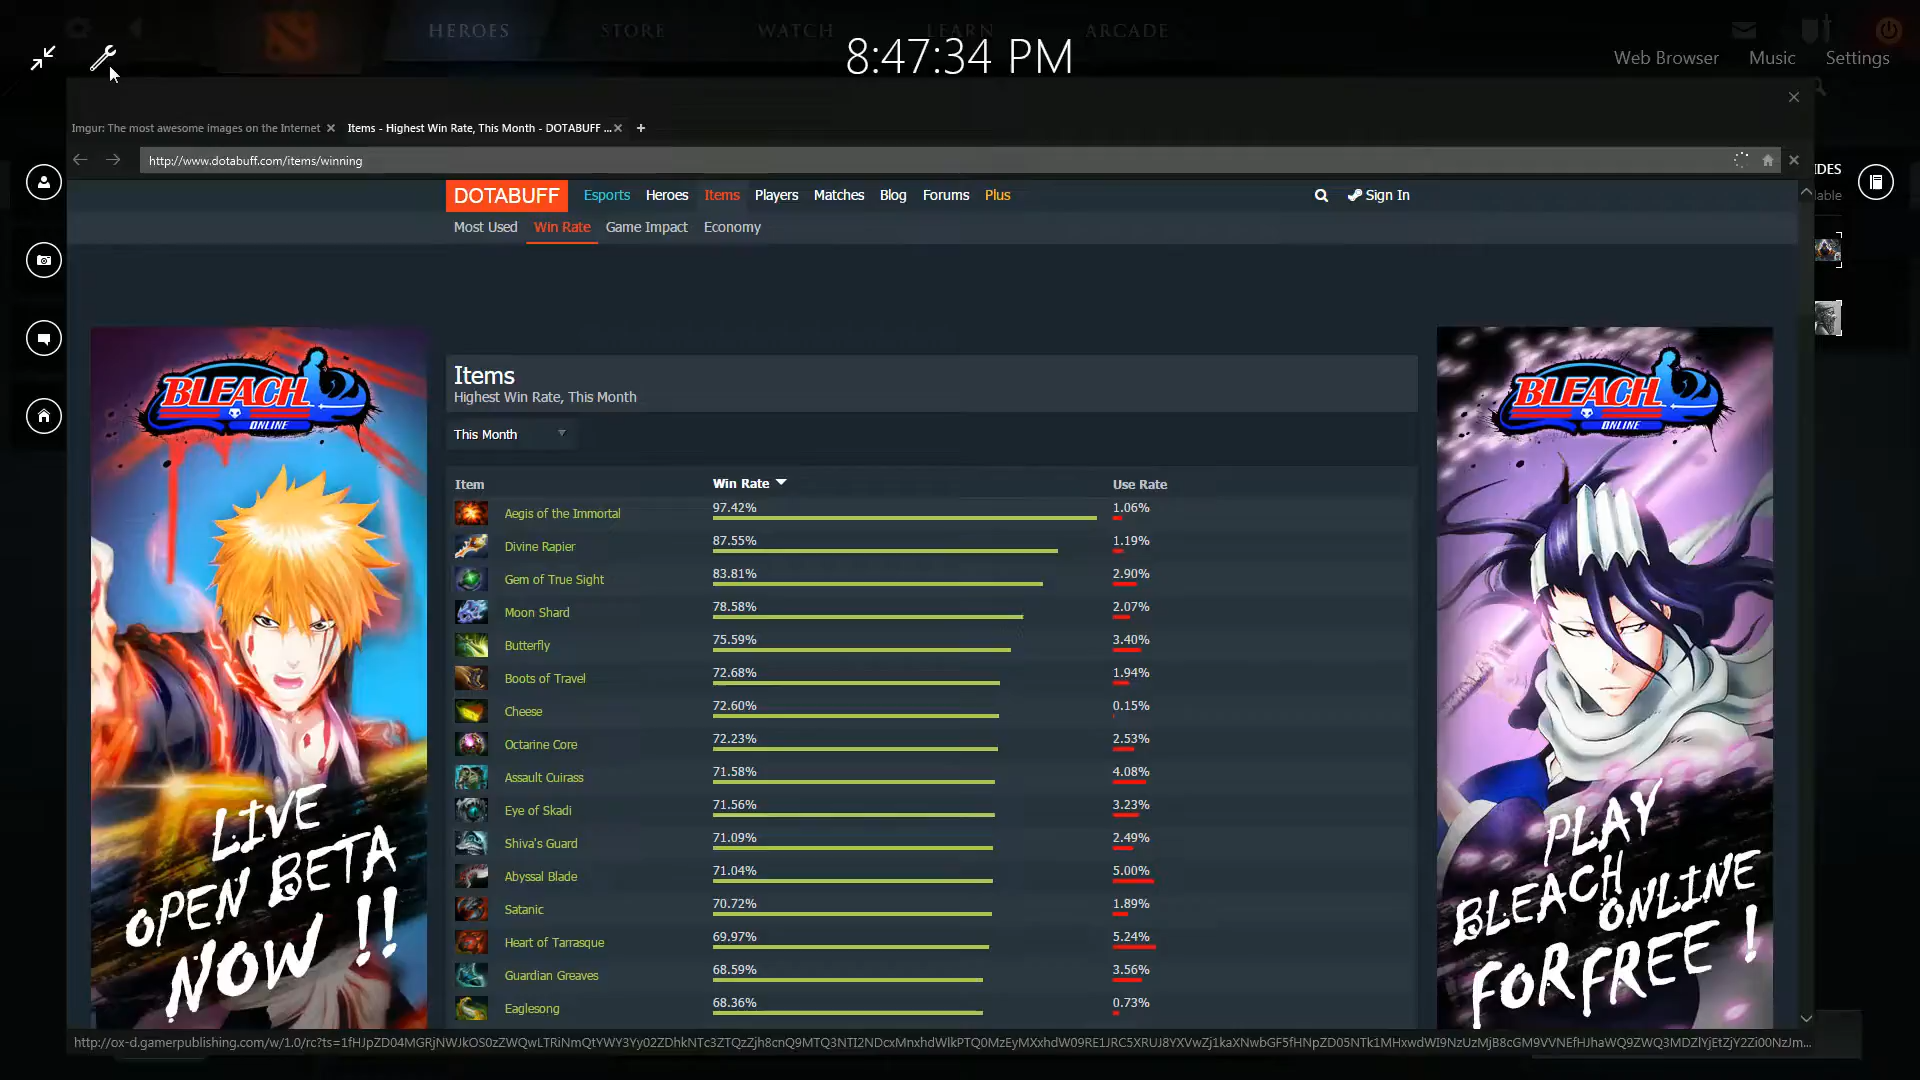 HEROES STORE WATCH LEARN ARCADE
8:47:34 PM
Web Browser Music Settings
Imgur: The most awesome images on the Internet
Items - Highest Win Rate, This Month - DOTABUFF ...
http://www.dotabuff.com/items/winning
DOTABUFF Esports Heroes Items Players Matches Blog Forums Plus Sign In
Most Used Win Rate Game Impact Economy
BLEACH
ONLINE
LIVE
OPEN BETA
NOW !!
Items
Highest Win Rate, This Month
This Month
Item Win Rate Use Rate
Aegis of the Immortal 97.42% 1.06%
Divine Rapier 87.55% 1.19%
Gem of True Sight 83.81% 2.90%
Moon Shard 78.58% 2.07%
Butterfly 75.59% 3.40%
Boots of Travel 72.68% 1.94%
Cheese 72.60% 0.15%
Octarine Core 72.23% 2.53%
Assault Cuirass 71.58% 4.08%
Eye of Skadi 71.56% 3.23%
Shiva's Guard 71.09% 2.49%
Abyssal Blade 71.04% 5.00%
Satanic 70.72% 1.89%
Heart of Tarrasque 69.97% 5.24%
Guardian Greaves 68.59% 3.56%
Eaglesong 68.36% 0.73%
BLEACH
ONLINE
PLAY
BLEACH
ONLINE
FOR FREE !